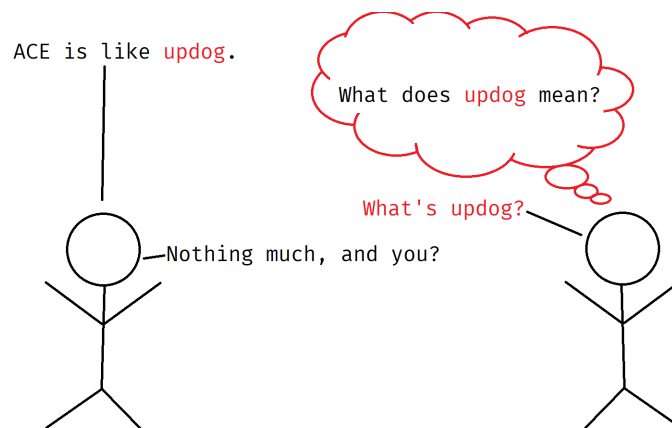 ACE is like updog.
What does updog mean?
What's updog?
Nothing much, and you?